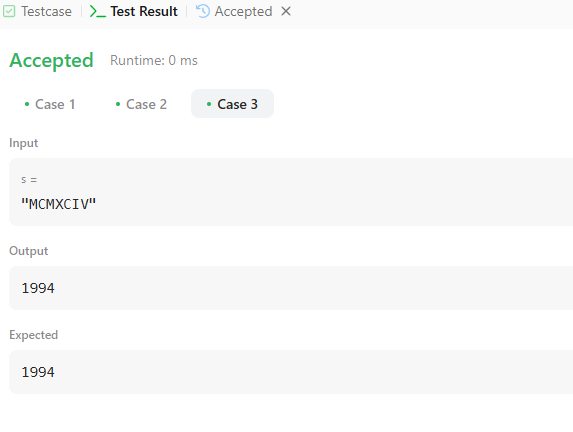 Testcase Test Result Accepted
Accepted Runtime: 0 ms
Case 1 Case 2 Case 3
Input
s =
"MCMXCIV"
Output
1994
Expected
1994